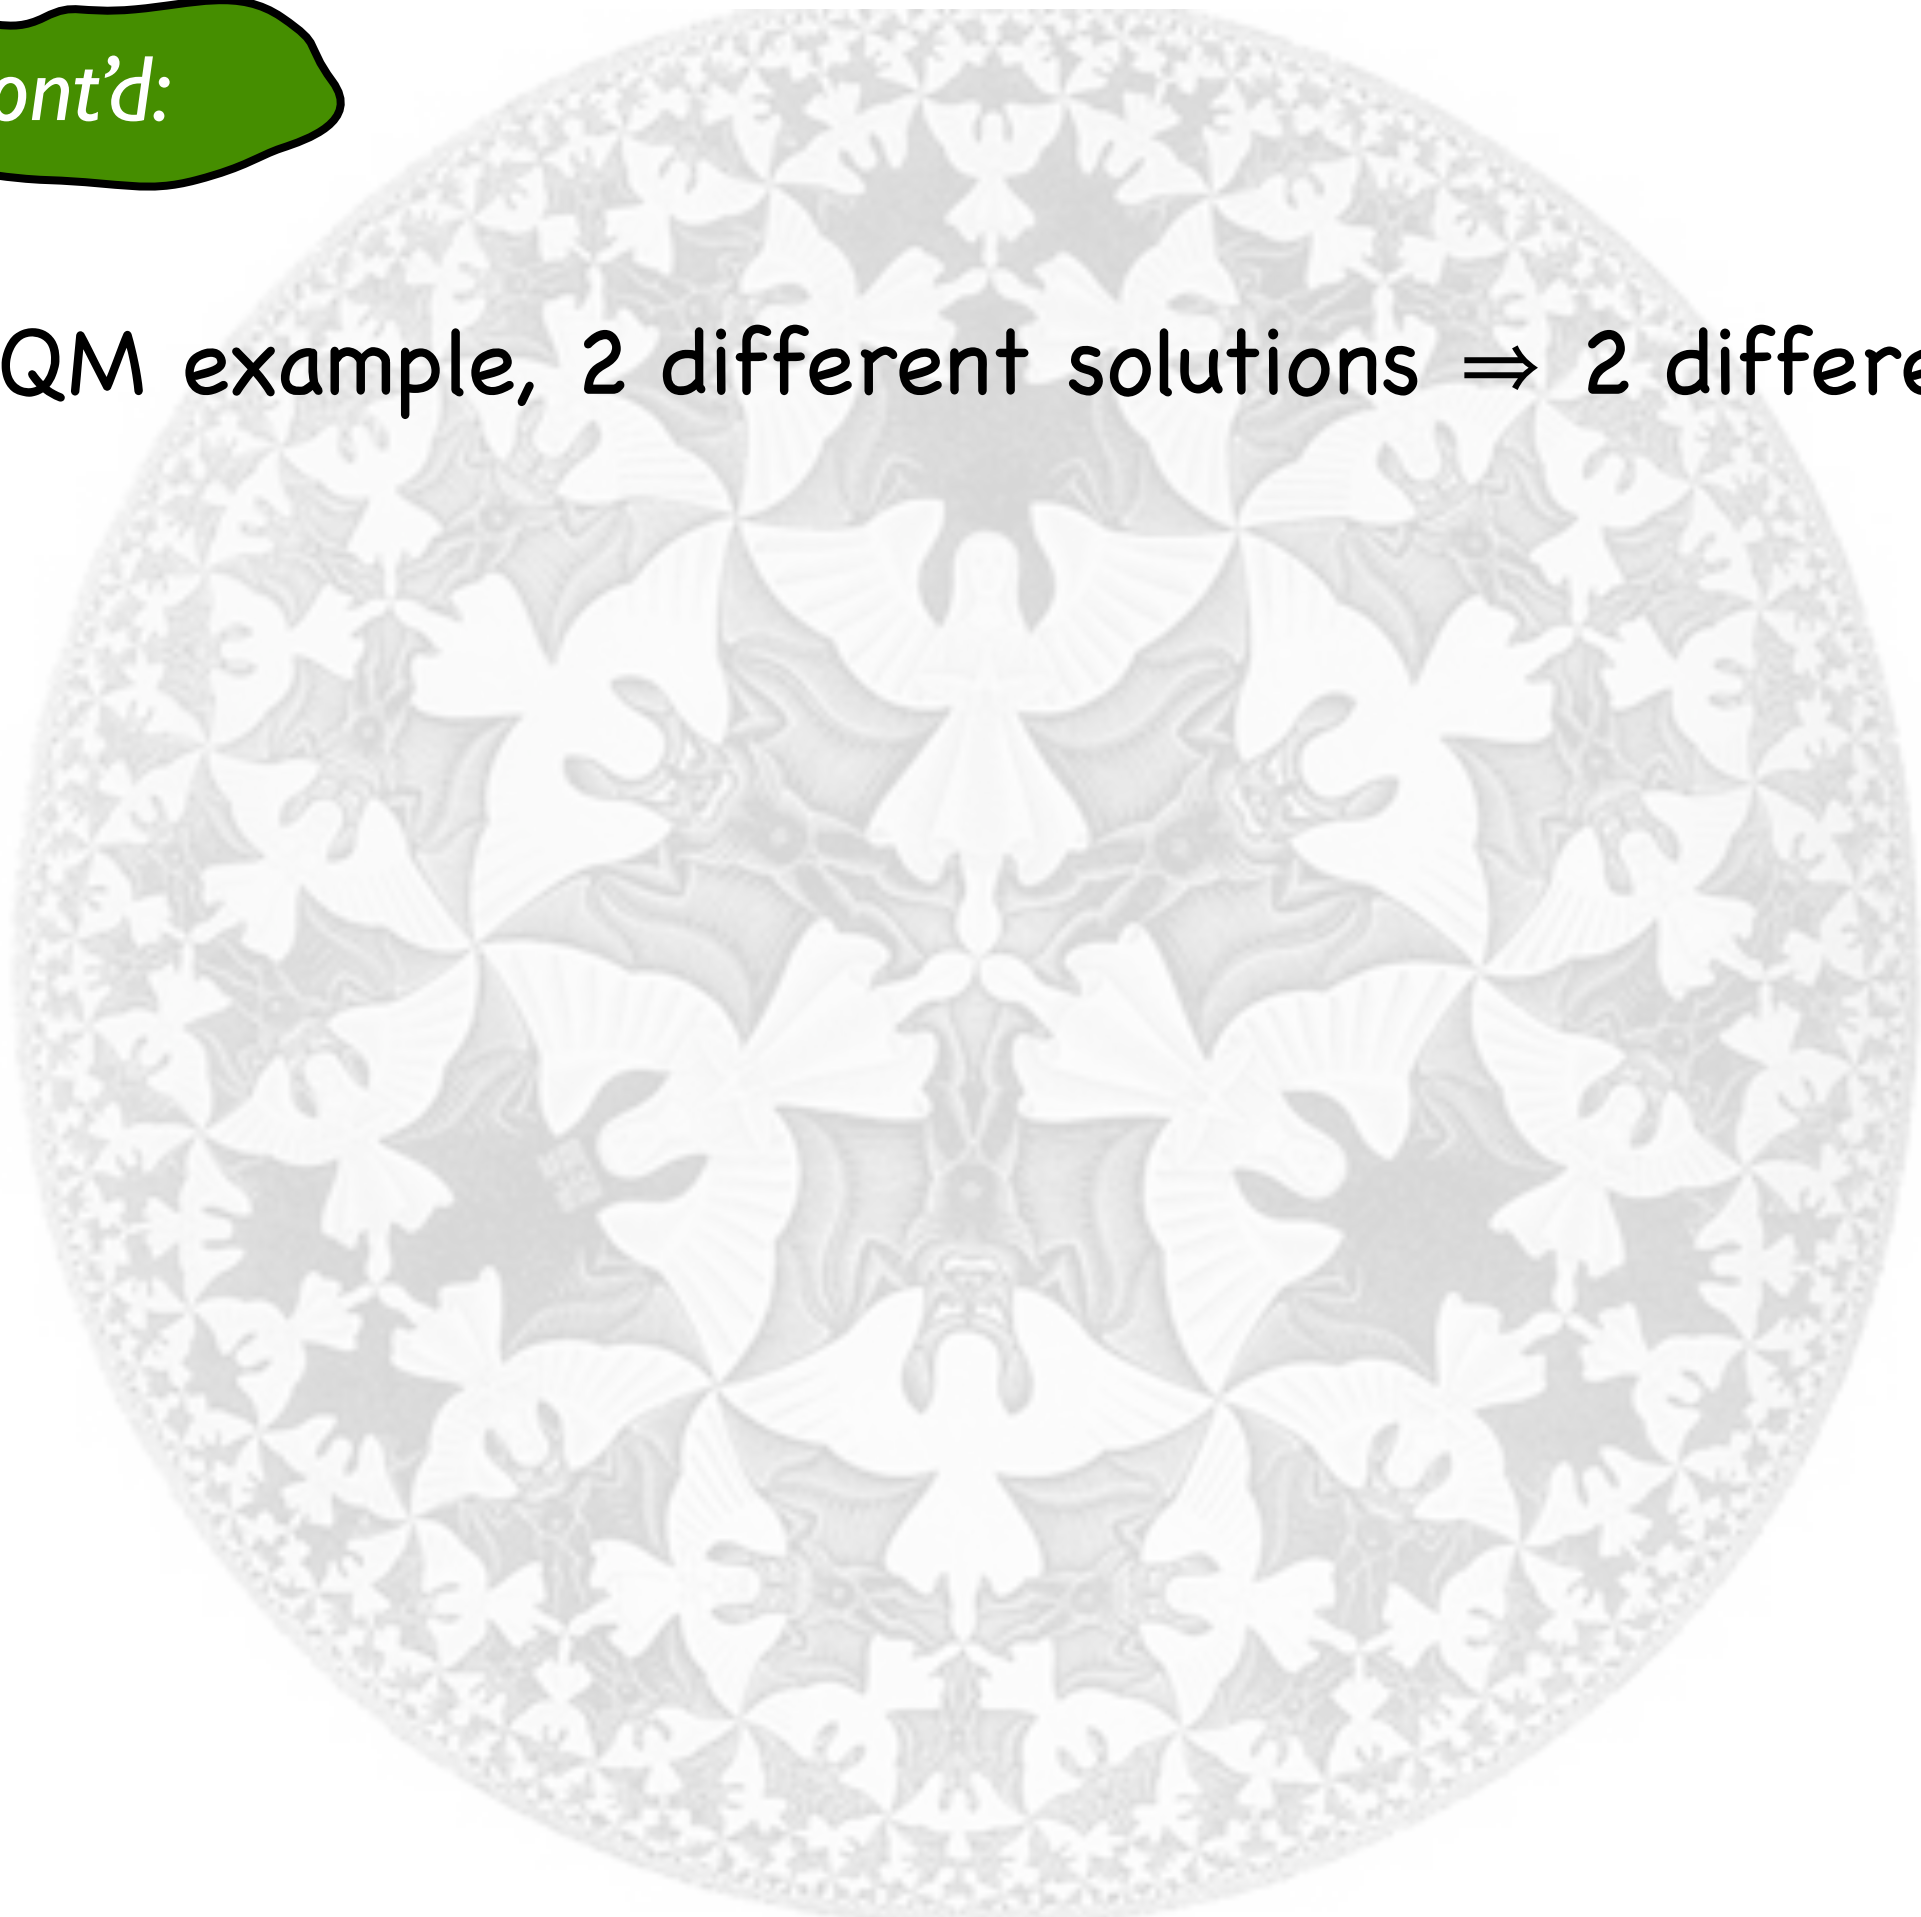 ont’d:
QM example, 2 different solutions ⇒ 2 differe